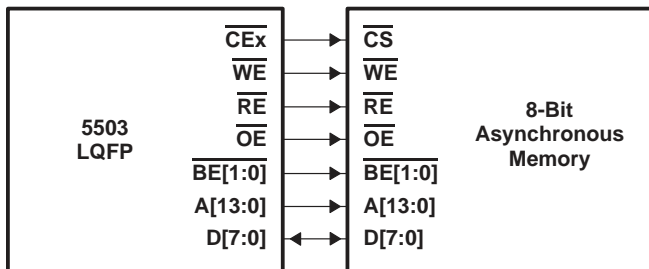 CEx
CS
WE
WE
RE
RE
5503
LQFP
OE
OE
8-Bit
Asynchronous
Memory
BE[1:0]
BE[1:0]
A[13:0]
A[13:0]
D[7:0]
D[7:0]